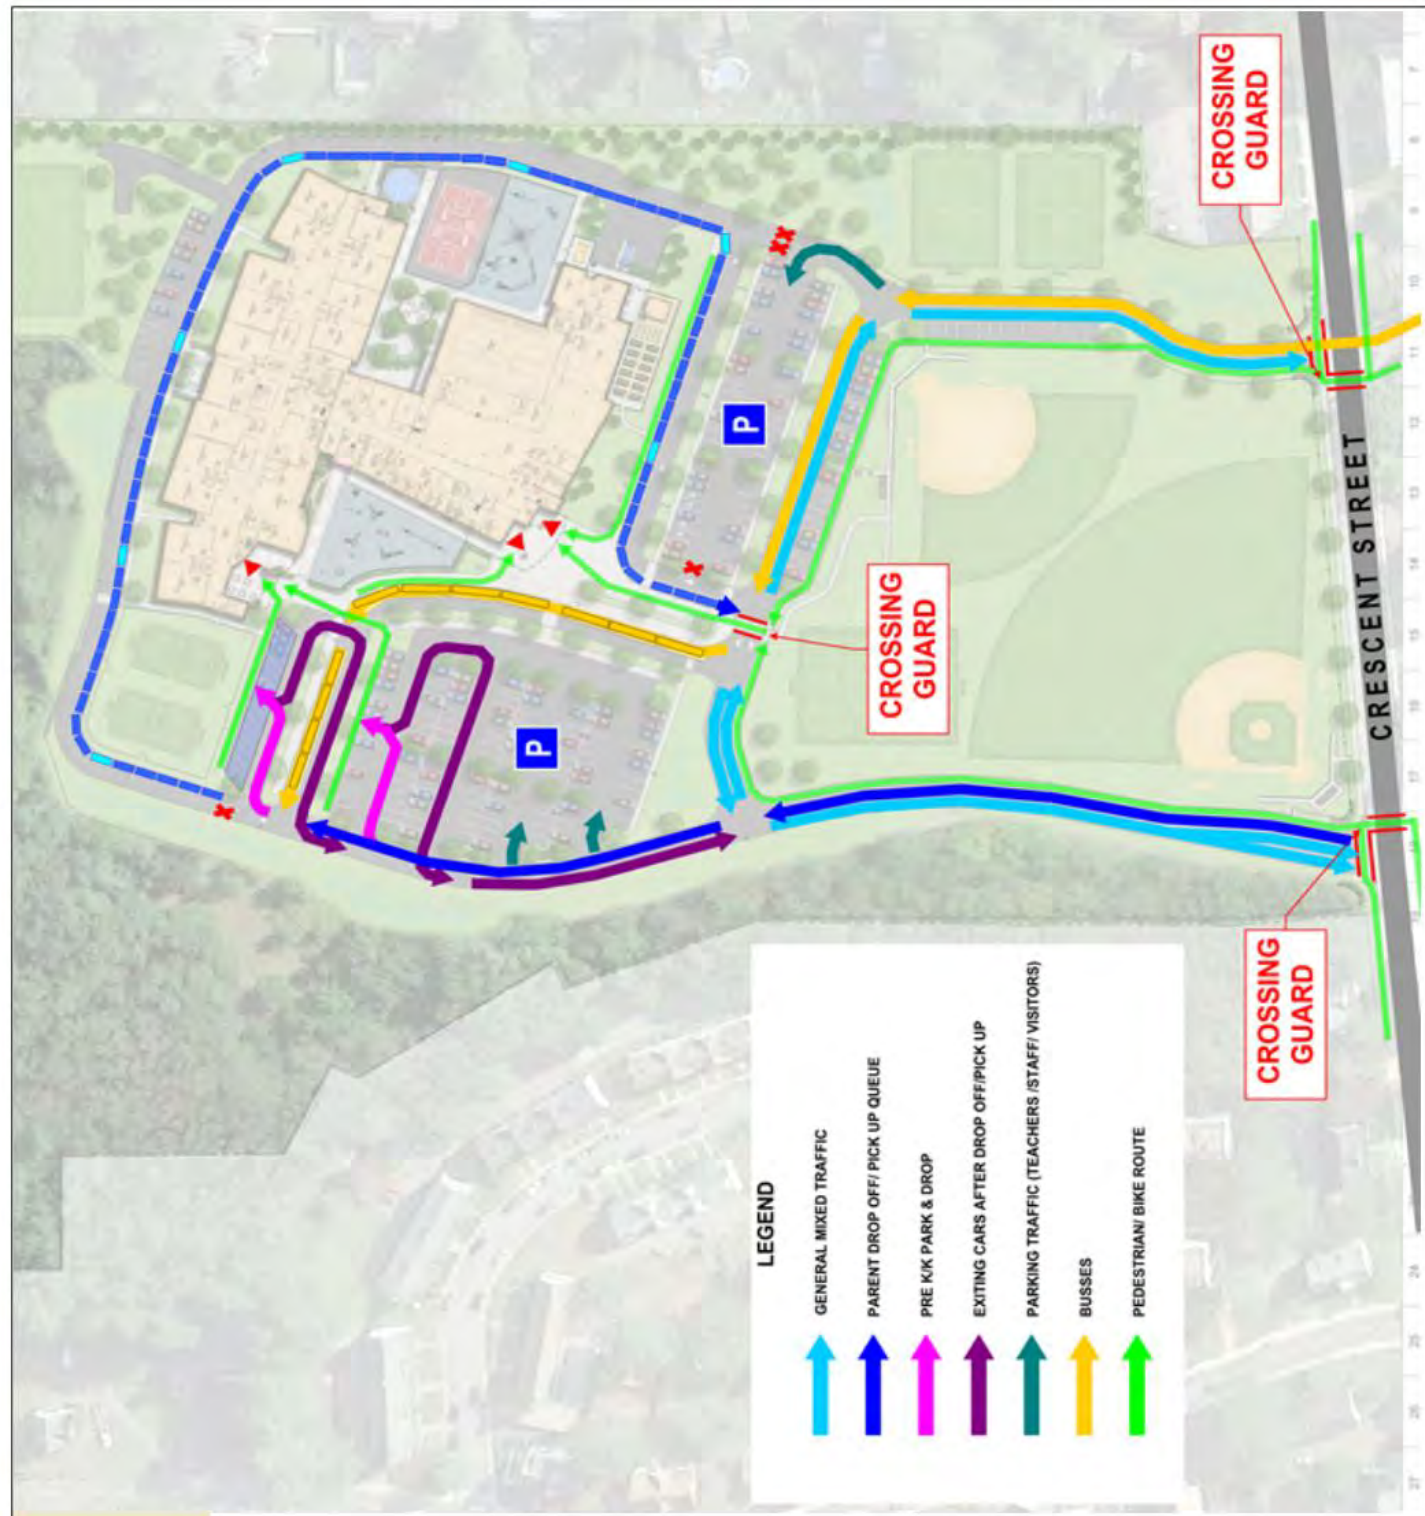 CROSSING
GUARD
P
CRESCENT STREET
CROSSING
GUARD
P
CROSSING
GUARD
LEGEND
GENERAL MIXED TRAFFIC
PARENT DROP OFF/ PICK UP QUEUE
PRE K/K PARK & DROP
EXITING CARS AFTER DROP OFF/PICK UP
PARKING TRAFFIC (TEACHERS /STAFF/ VISITORS)
BUSSES
PEDESTRIAN/ BIKE ROUTE